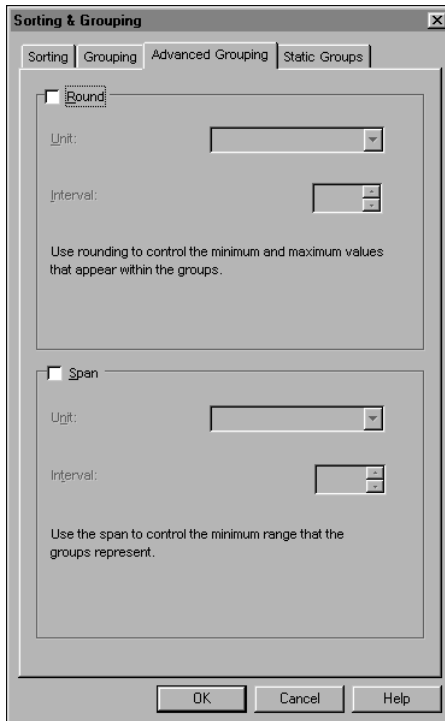 Sorting & Grouping
Sorting Grouping Advanced Grouping Static Groups
Round
Unit:
Interval:
Use rounding to control the minimum and maximum values
that appear within the groups.
Span
Unit:
Interval:
Use the span to control the minimum range that the
groups represent.
OK Cancel Help